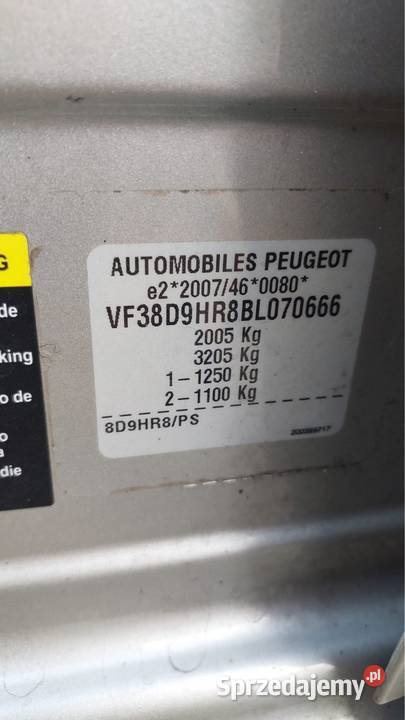 G
de
king
o de
o
a
die
AUTOMOBILES PEUGEOT
e2*2007/46*0080*
VF38D9HR8BL070666
2005 Kg
3205 Kg
1-1250 Kg
2-1100 Kg
8D9HR8/PS
Sprzedajemy.pl